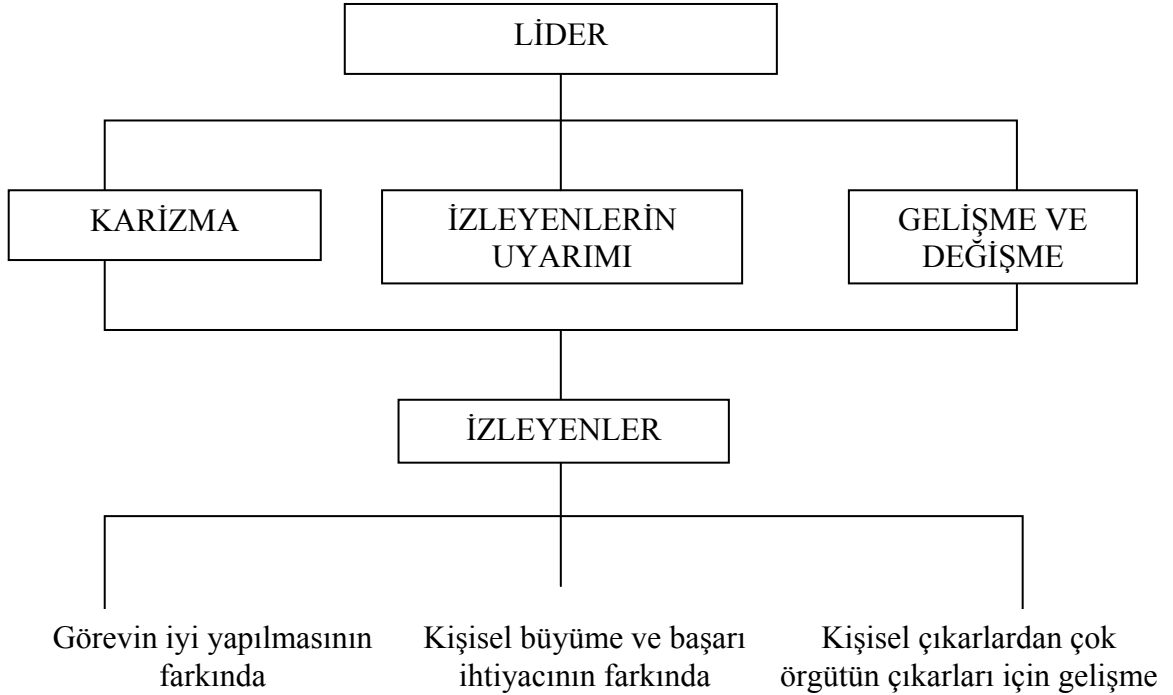 LİDER
KARİZMA
İZLEYENLERİN
UYARIMI
GELİŞME VE
DEĞİŞME
İZLEYENLER
Görevin iyi yapılmasının
farkında
Kişisel büyüme ve başarı
ihtiyacının farkında
Kişisel çıkarlardan çok
örgütün çıkarları için gelişme